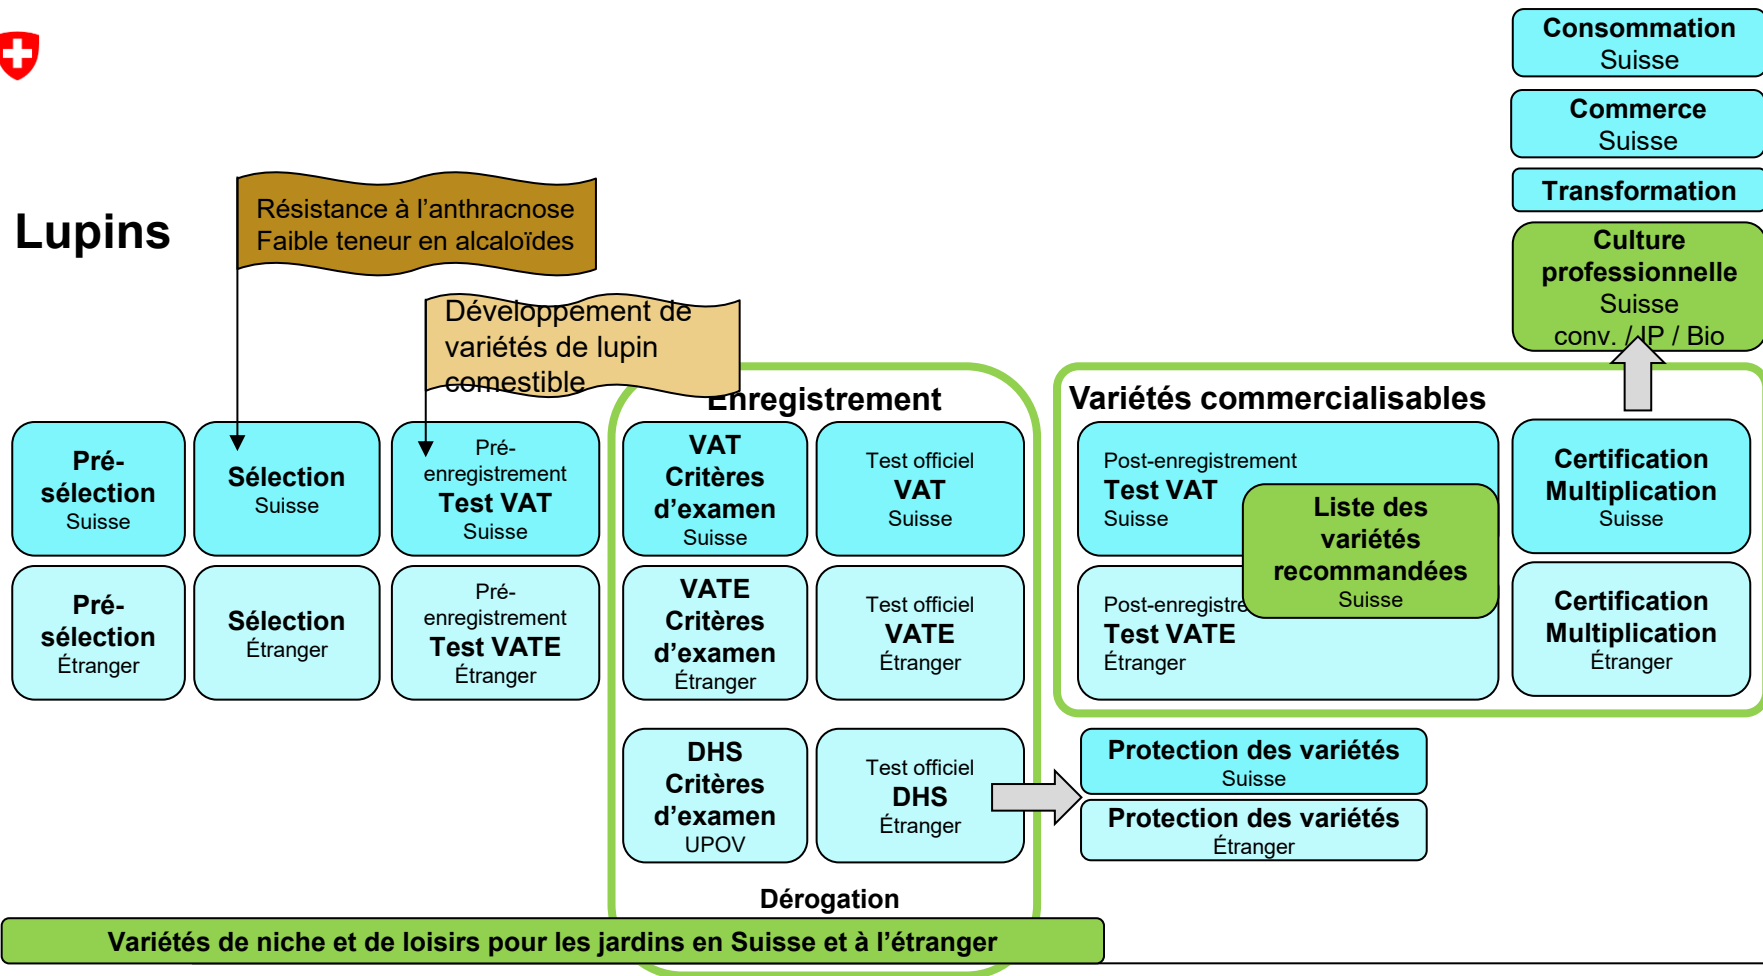 Consommation
Suisse
Commerce
Suisse
Transformation
Culture
professionnelle
Suisse
conv. / IP / Bio
Lupins
Résistance à l’anthracnose
Faible teneur en alcaloïdes
Développement de
variétés de lupin
comestible
Enregistrement
Variétés commercialisables
Pré-
sélection
Suisse
Sélection
Suisse
Pré-
enregistrement
Test VAT
Suisse
VAT
Critères
d’examen
Suisse
Test officiel
VAT
Suisse
Post-enregistrement
Test VAT
Suisse
Liste des
variétés
recommandées
Suisse
Certification
Multiplication
Suisse
Pré-
sélection
Étranger
Sélection
Étranger
Pré-
enregistrement
Test VATE
Étranger
VATE
Critères
d’examen
Étranger
Test officiel
VATE
Étranger
Post-enregistre
Test VATE
Étranger
Certification
Multiplication
Étranger
DHS
Critères
d’examen
UPOV
Test officiel
DHS
Étranger
Protection des variétés
Suisse
Protection des variétés
Étranger
Dérogation
Variétés de niche et de loisirs pour les jardins en Suisse et à l’étranger